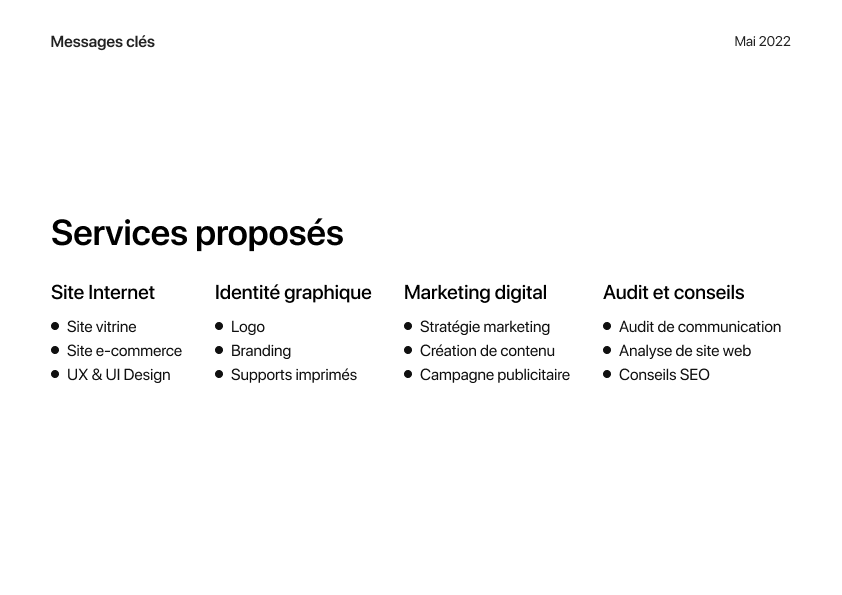 Messages clés
Mai 2022
Services proposés
Site Internet
Site vitrine
Site e-commerce
UX & UI Design
Identité graphique
Logo
Branding
Supports imprimés
Marketing digital
Stratégie marketing
Création de contenu
Campagne publicitaire
Audit et conseils
Audit de communication
Analyse de site web
Conseils SEO